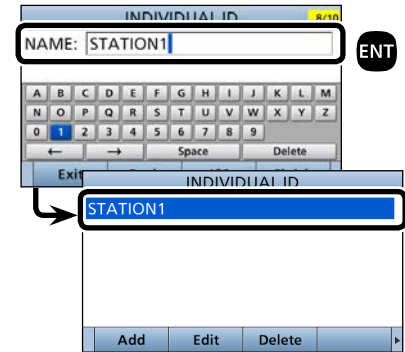 INDIVIDUAL ID 8/10
NAME: STATION1
ENT
A B C D E F G H I J K L M
N O P Q R S T U V W X Y Z
0 1 2 3 4 5 6 7 8 9
← → Space Delete
Exit
INDIVIDUAL ID
STATION1
Add Edit Delete